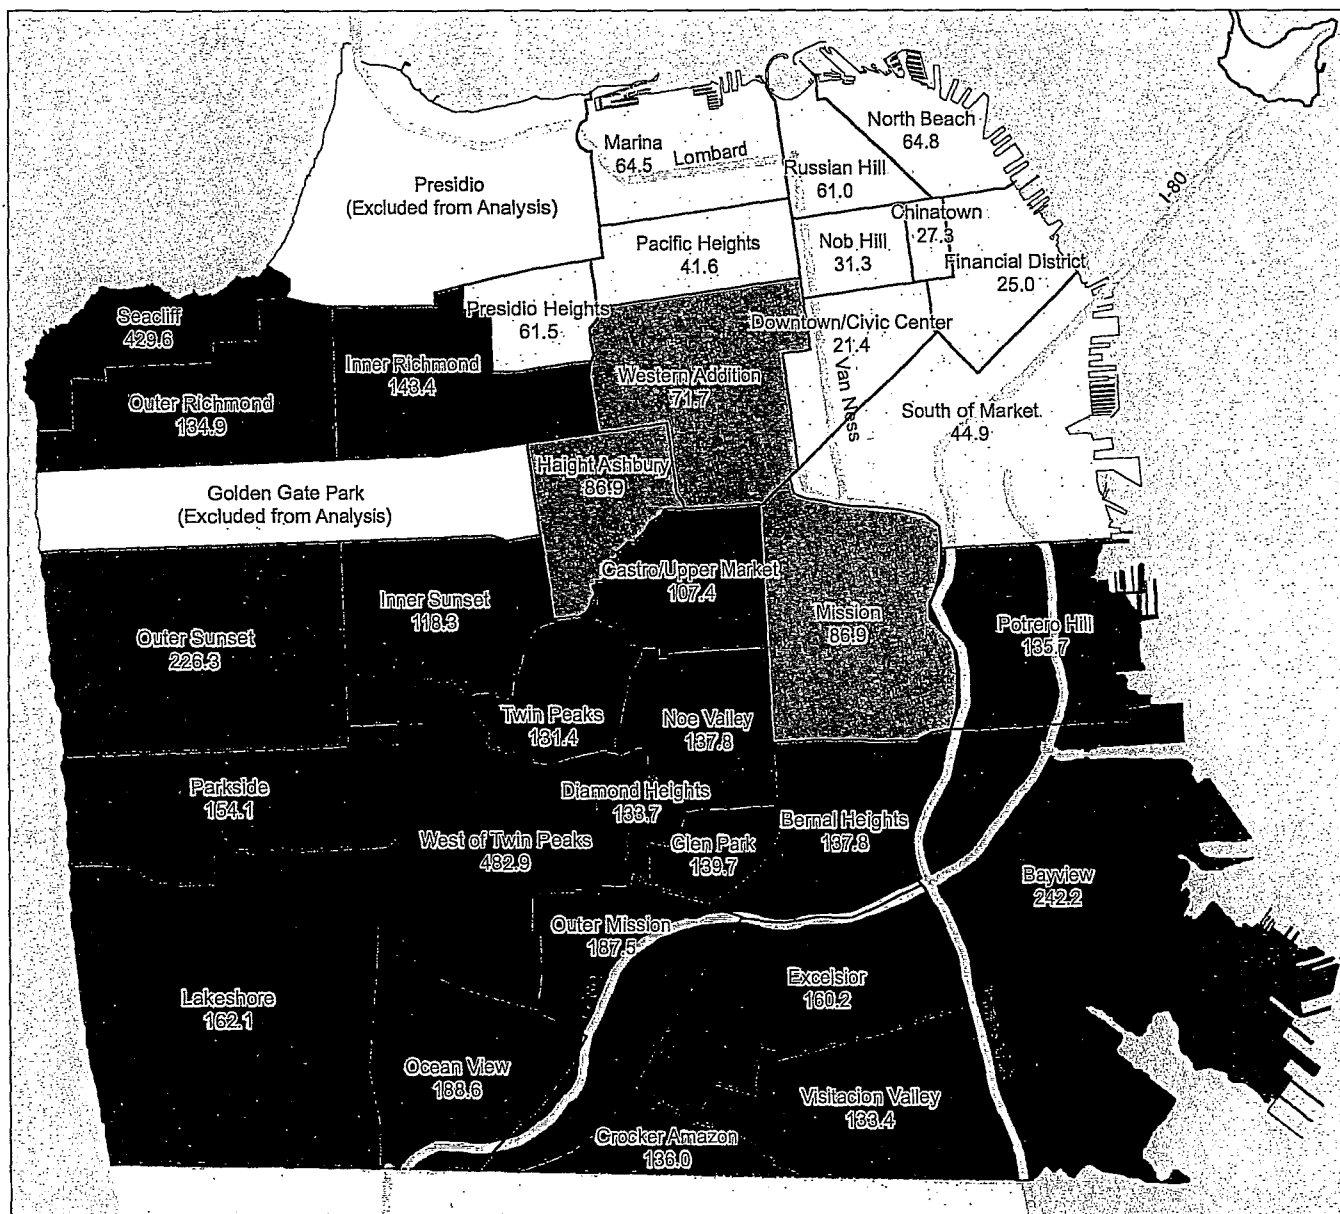 North Beach
64.8
Marina
64.5
Lombard
Russian Hill
61.0
I-80
Presidio
(Excluded from Analysis)
Chinatown
27.3
Pacific Heights
41.6
Nob Hill
31.3
Financial District
25.0
Seacliff
429.6
Presidio Heights
61.5
Downtown/Civic Center
21.4
Inner Richmond
143.4
Western Addition
71.7
Van Ness
Outer Richmond
134.9
South of Market
44.9
Haight Ashbury
86.9
Golden Gate Park
(Excluded from Analysis)
Castro/Upper Market
107.4
Inner Sunset
118.3
Mission
86.9
Potrero Hill
135.7
Outer Sunset
226.3
Twin Peaks
131.4
Noe Valley
137.8
Parkside
154.1
Diamond Heights
133.7
Bernal Heights
137.8
West of Twin Peaks
482.9
Glen Park
139.7
Bayview
242.2
Outer Mission
187.5
Excelsior
160.2
Lakeshore
162.1
Ocean View
188.6
Visitacion Valley
133.4
Crocker Amazon
136.0